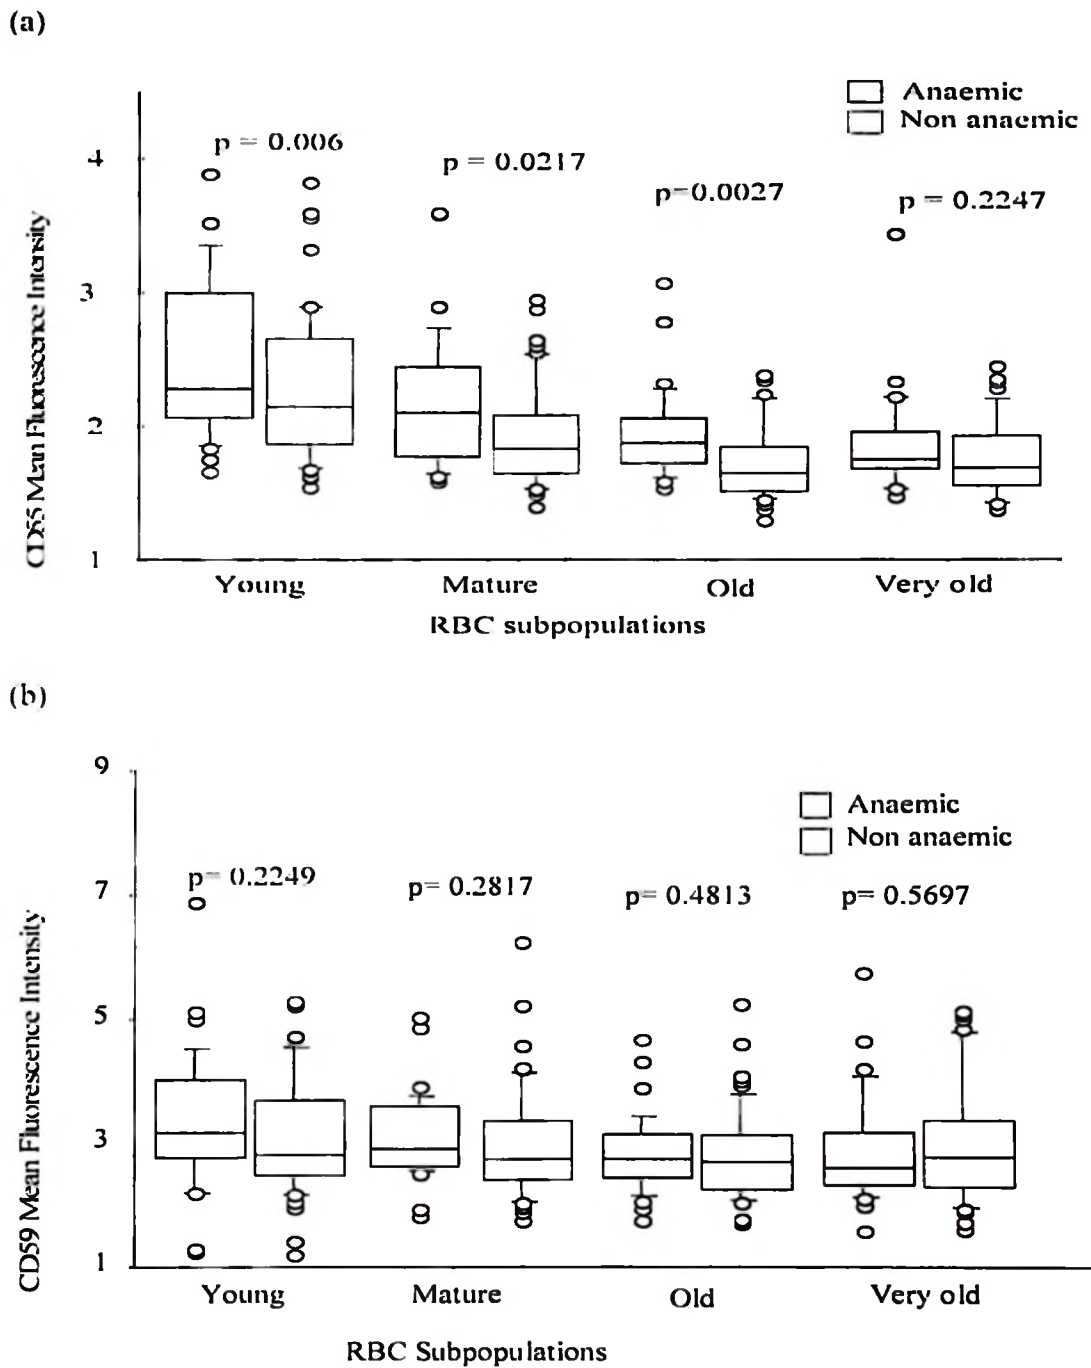 (a)
Anaemic
Non anaemic
p = 0.006
p = 0.0217
p=0.0027
p = 0.2247
4
3
2
1
CD55 Mean Fluorescence Intensity
Young Mature Old Very old
RBC subpopulations
(b)
9
7
5
3
1
Anaemic
Non anaemic
p= 0.2249
p= 0.2817
p= 0.4813
p= 0.5697
CD59 Mean Fluorescence Intensity
Young Mature Old Very old
RBC Subpopulations